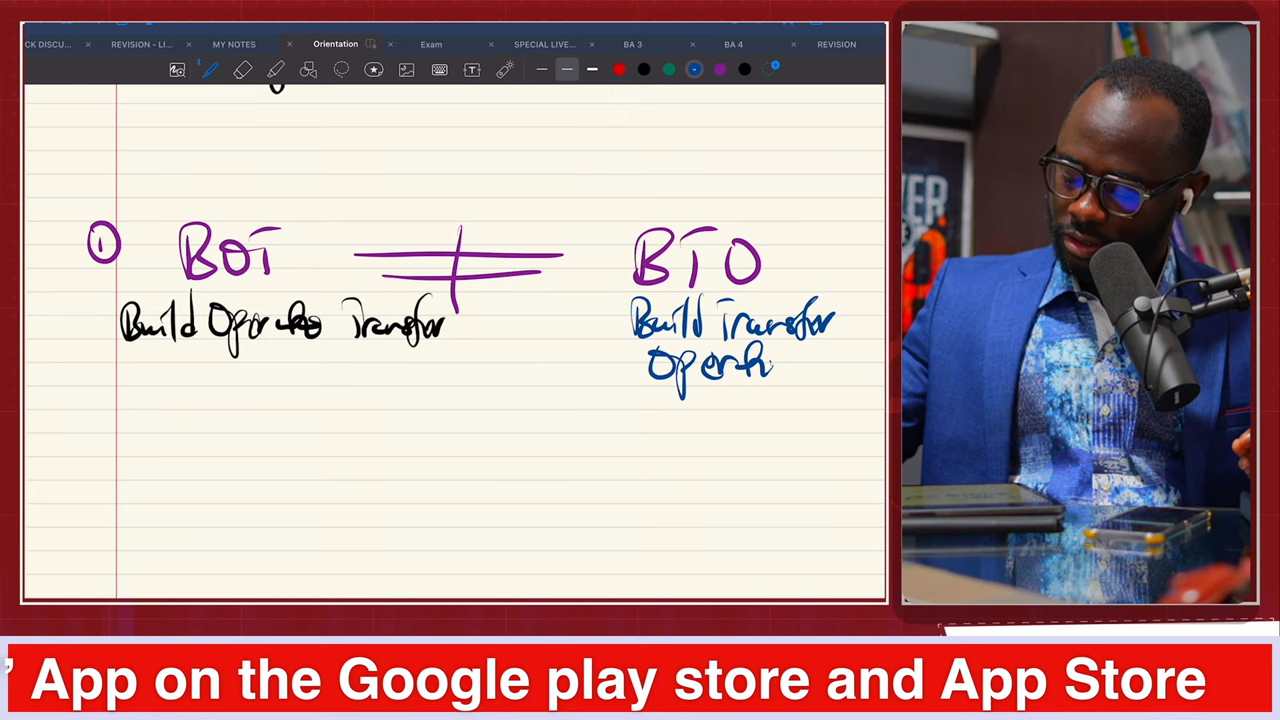 CK DISCU... REVISION - LI... MY NOTES Orientation Exam SPECIAL LIVE... BA 3 BA 4 REVISION
① BOT ≠ BTO
Build Operate Transfer
Build Transfer
Operat
' App on the Google play store and App Store